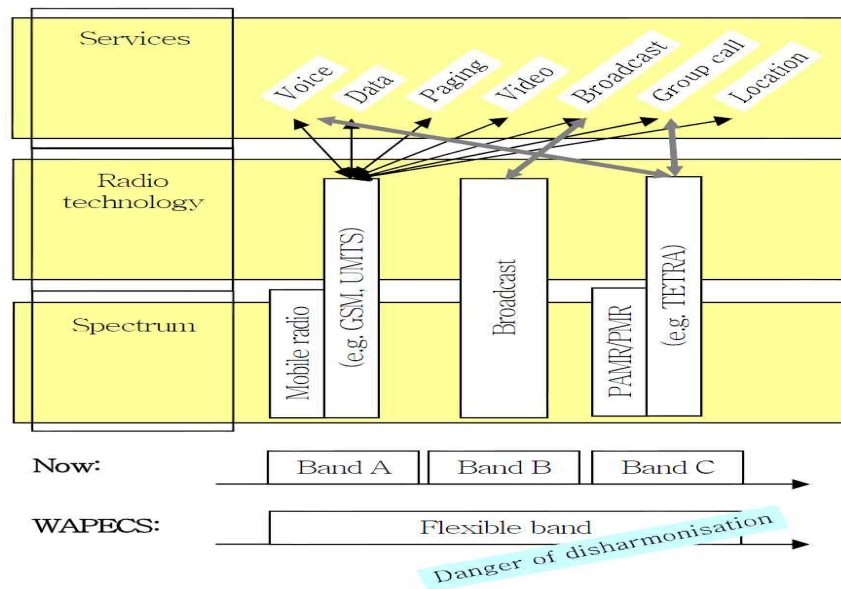 Services
Voice
Data
Paging
Video
Broadcast
Group call
Location
Radio
technology
Spectrum
Mobile radio
(e.g. GSM, UMTS)
Broadcast
PAMR/PMR
(e.g. TETRA)
Now:
Band A
Band B
Band C
WAPECS:
Flexible band
Danger of disharmonisation